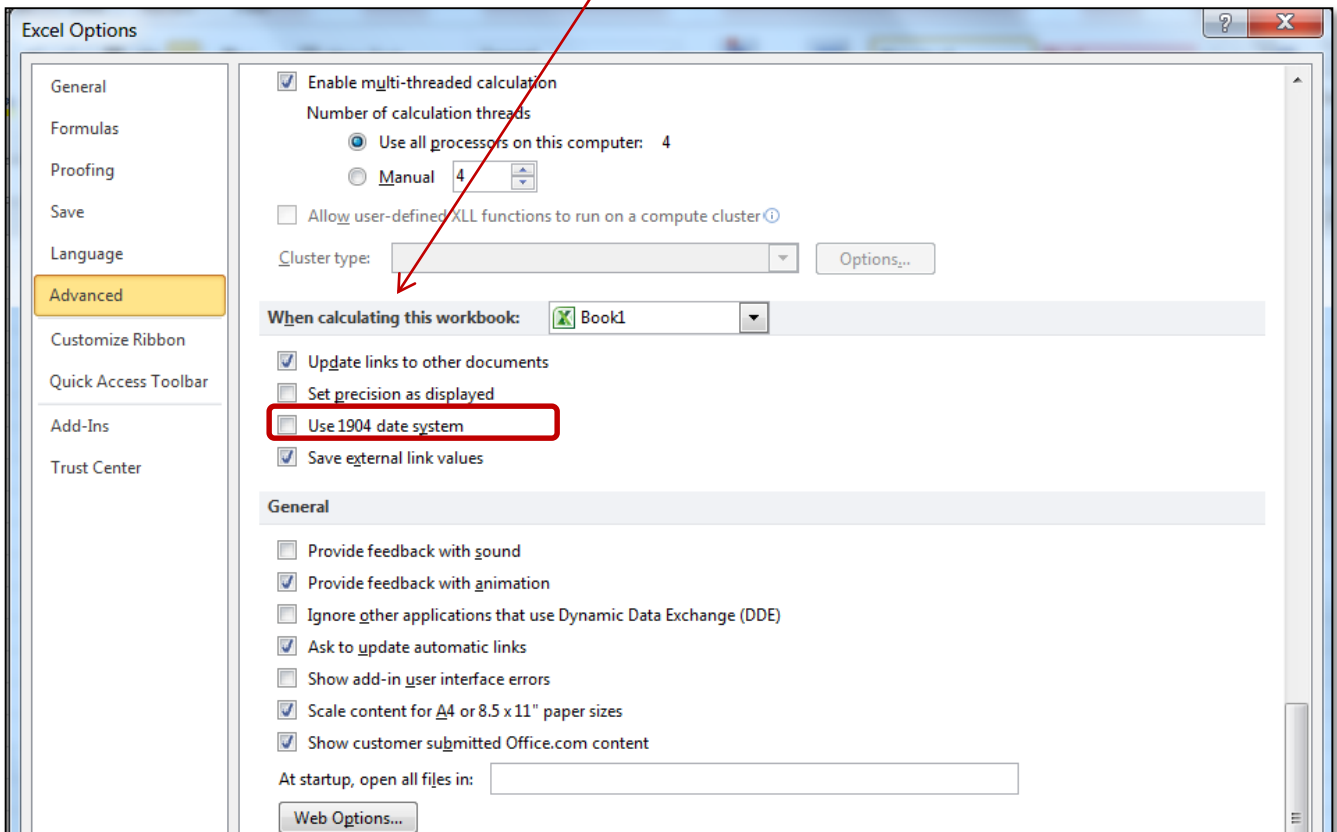 Excel Options
General
Formulas
Proofing
Save
Language
Advanced
Customize Ribbon
Quick Access Toolbar
Add-Ins
Trust Center
Enable multi-threaded calculation
Number of calculation threads
Use all processors on this computer: 4
Manual 4
Allow user-defined XLL functions to run on a compute cluster
Cluster type: Options...
When calculating this workbook: Book1
Update links to other documents
Set precision as displayed
Use 1904 date system
Save external link values
General
Provide feedback with sound
Provide feedback with animation
Ignore other applications that use Dynamic Data Exchange (DDE)
Ask to update automatic links
Show add-in user interface errors
Scale content for A4 or 8.5 x 11" paper sizes
Show customer submitted Office.com content
At startup, open all files in:
Web Options...